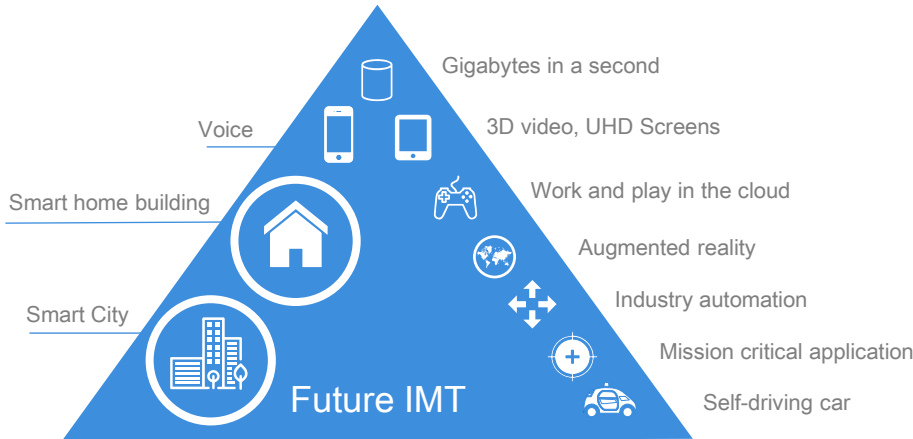 Gigabytes in a second
Voice
3D video, UHD Screens
Smart home building
Work and play in the cloud
Augmented reality
Smart City
Industry automation
Mission critical application
Future IMT
Self-driving car